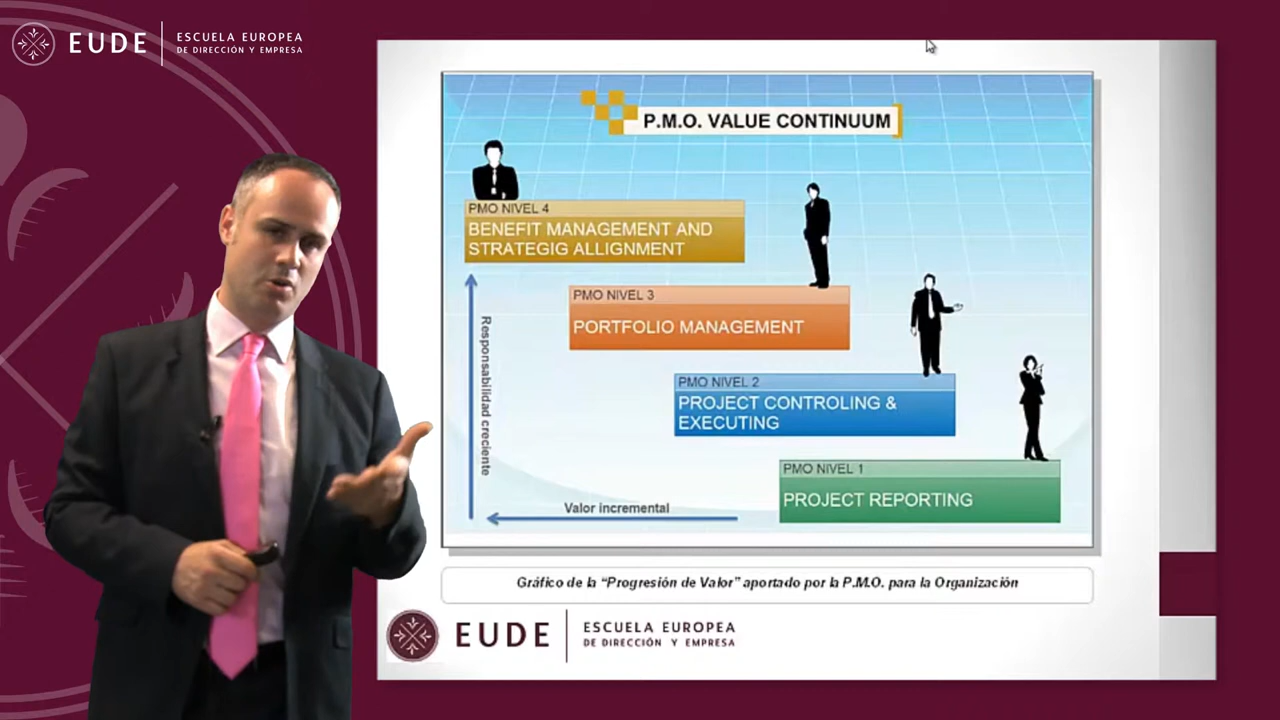 EUDE
ESCUELA EUROPEA
DE DIRECCIÓN Y EMPRESA
P.M.O. VALUE CONTINUUM
PMO NIVEL 4
BENEFIT MANAGEMENT AND
STRATEGIG ALLIGNMENT
PMO NIVEL 3
PORTFOLIO MANAGEMENT
PMO NIVEL 2
PROJECT CONTROLING &
EXECUTING
PMO NIVEL 1
PROJECT REPORTING
Responsabilidad creciente
Valor incremental
Gráfico de la “Progresión de Valor” aportado por la P.M.O. para la Organización
EUDE
ESCUELA EUROPEA
DE DIRECCIÓN Y EMPRESA